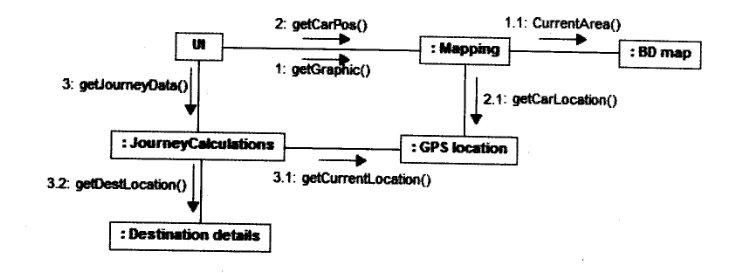 2: getCarPos()
1.1: CurrentArea()
UI
: Mapping
: BD map
1: getGraphic()
3: getJourneyData()
2.1: getCarLocation()
: JourneyCalculations
: GPS location
3.2: getDestLocation()
3.1: getCurrentLocation()
: Destination details